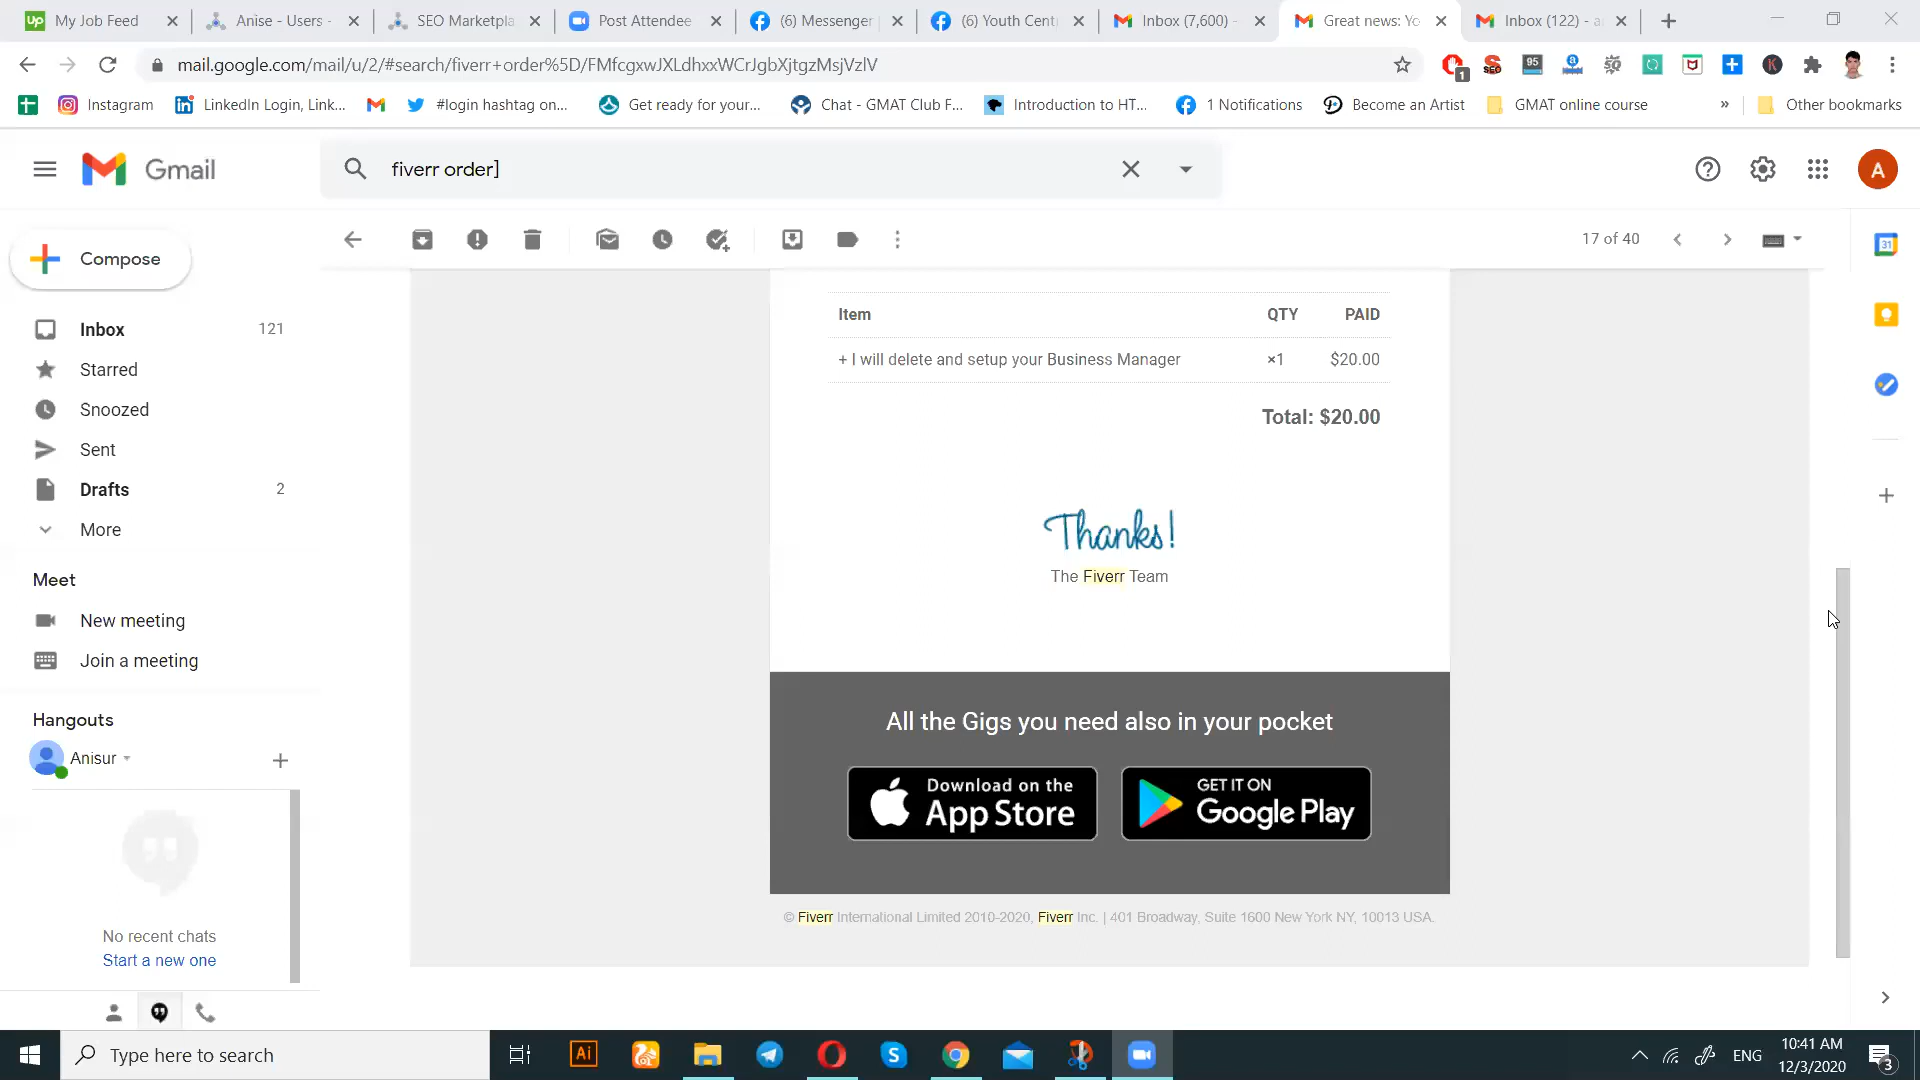 My Job Feed
Anise - Users -
SEO Marketpla
Post Attendee
(6) Messenger
(6) Youth Cent
Inbox (7,600) -
Great news: Yo
Inbox (122) - a
mail.google.com/mail/u/2/#search/fiverr+order%5D/FMfcgxwJXLdhxxWCrJgbXjtgzMsjVzlV
Instagram
LinkedIn Login, Link...
#login hashtag on...
Get ready for your...
Chat - GMAT Club F...
Introduction to HT...
1 Notifications
Become an Artist
GMAT online course
»
Other bookmarks
Gmail
fiverr order]
A
Compose
17 of 40
Inbox 121
Starred
Snoozed
Sent
Drafts 2
More
Meet
New meeting
Join a meeting
Hangouts
Anisur
No recent chats
Start a new one
Item QTY PAID
+ I will delete and setup your Business Manager ×1 $20.00
Total: $20.00
Thanks!
The Fiverr Team
All the Gigs you need also in your pocket
Download on the
App Store
GET IT ON
Google Play
© Fiverr International Limited 2010-2020, Fiverr Inc. | 401 Broadway, Suite 1600 New York NY, 10013 USA.
Type here to search
Ai
ENG
10:41 AM
12/3/2020
3